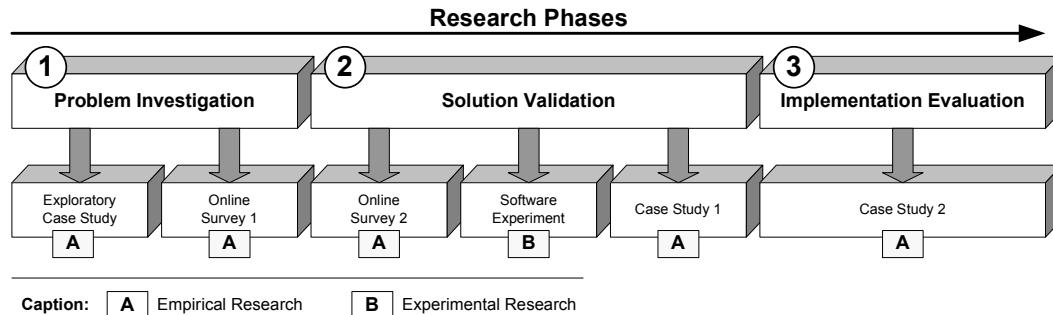 Research Phases
1
Problem Investigation
2
Solution Validation
3
Implementation Evaluation
Exploratory
Case Study
A
Online
Survey 1
A
Online
Survey 2
A
Software
Experiment
B
Case Study 1
A
Case Study 2
A
Caption: A Empirical Research B Experimental Research